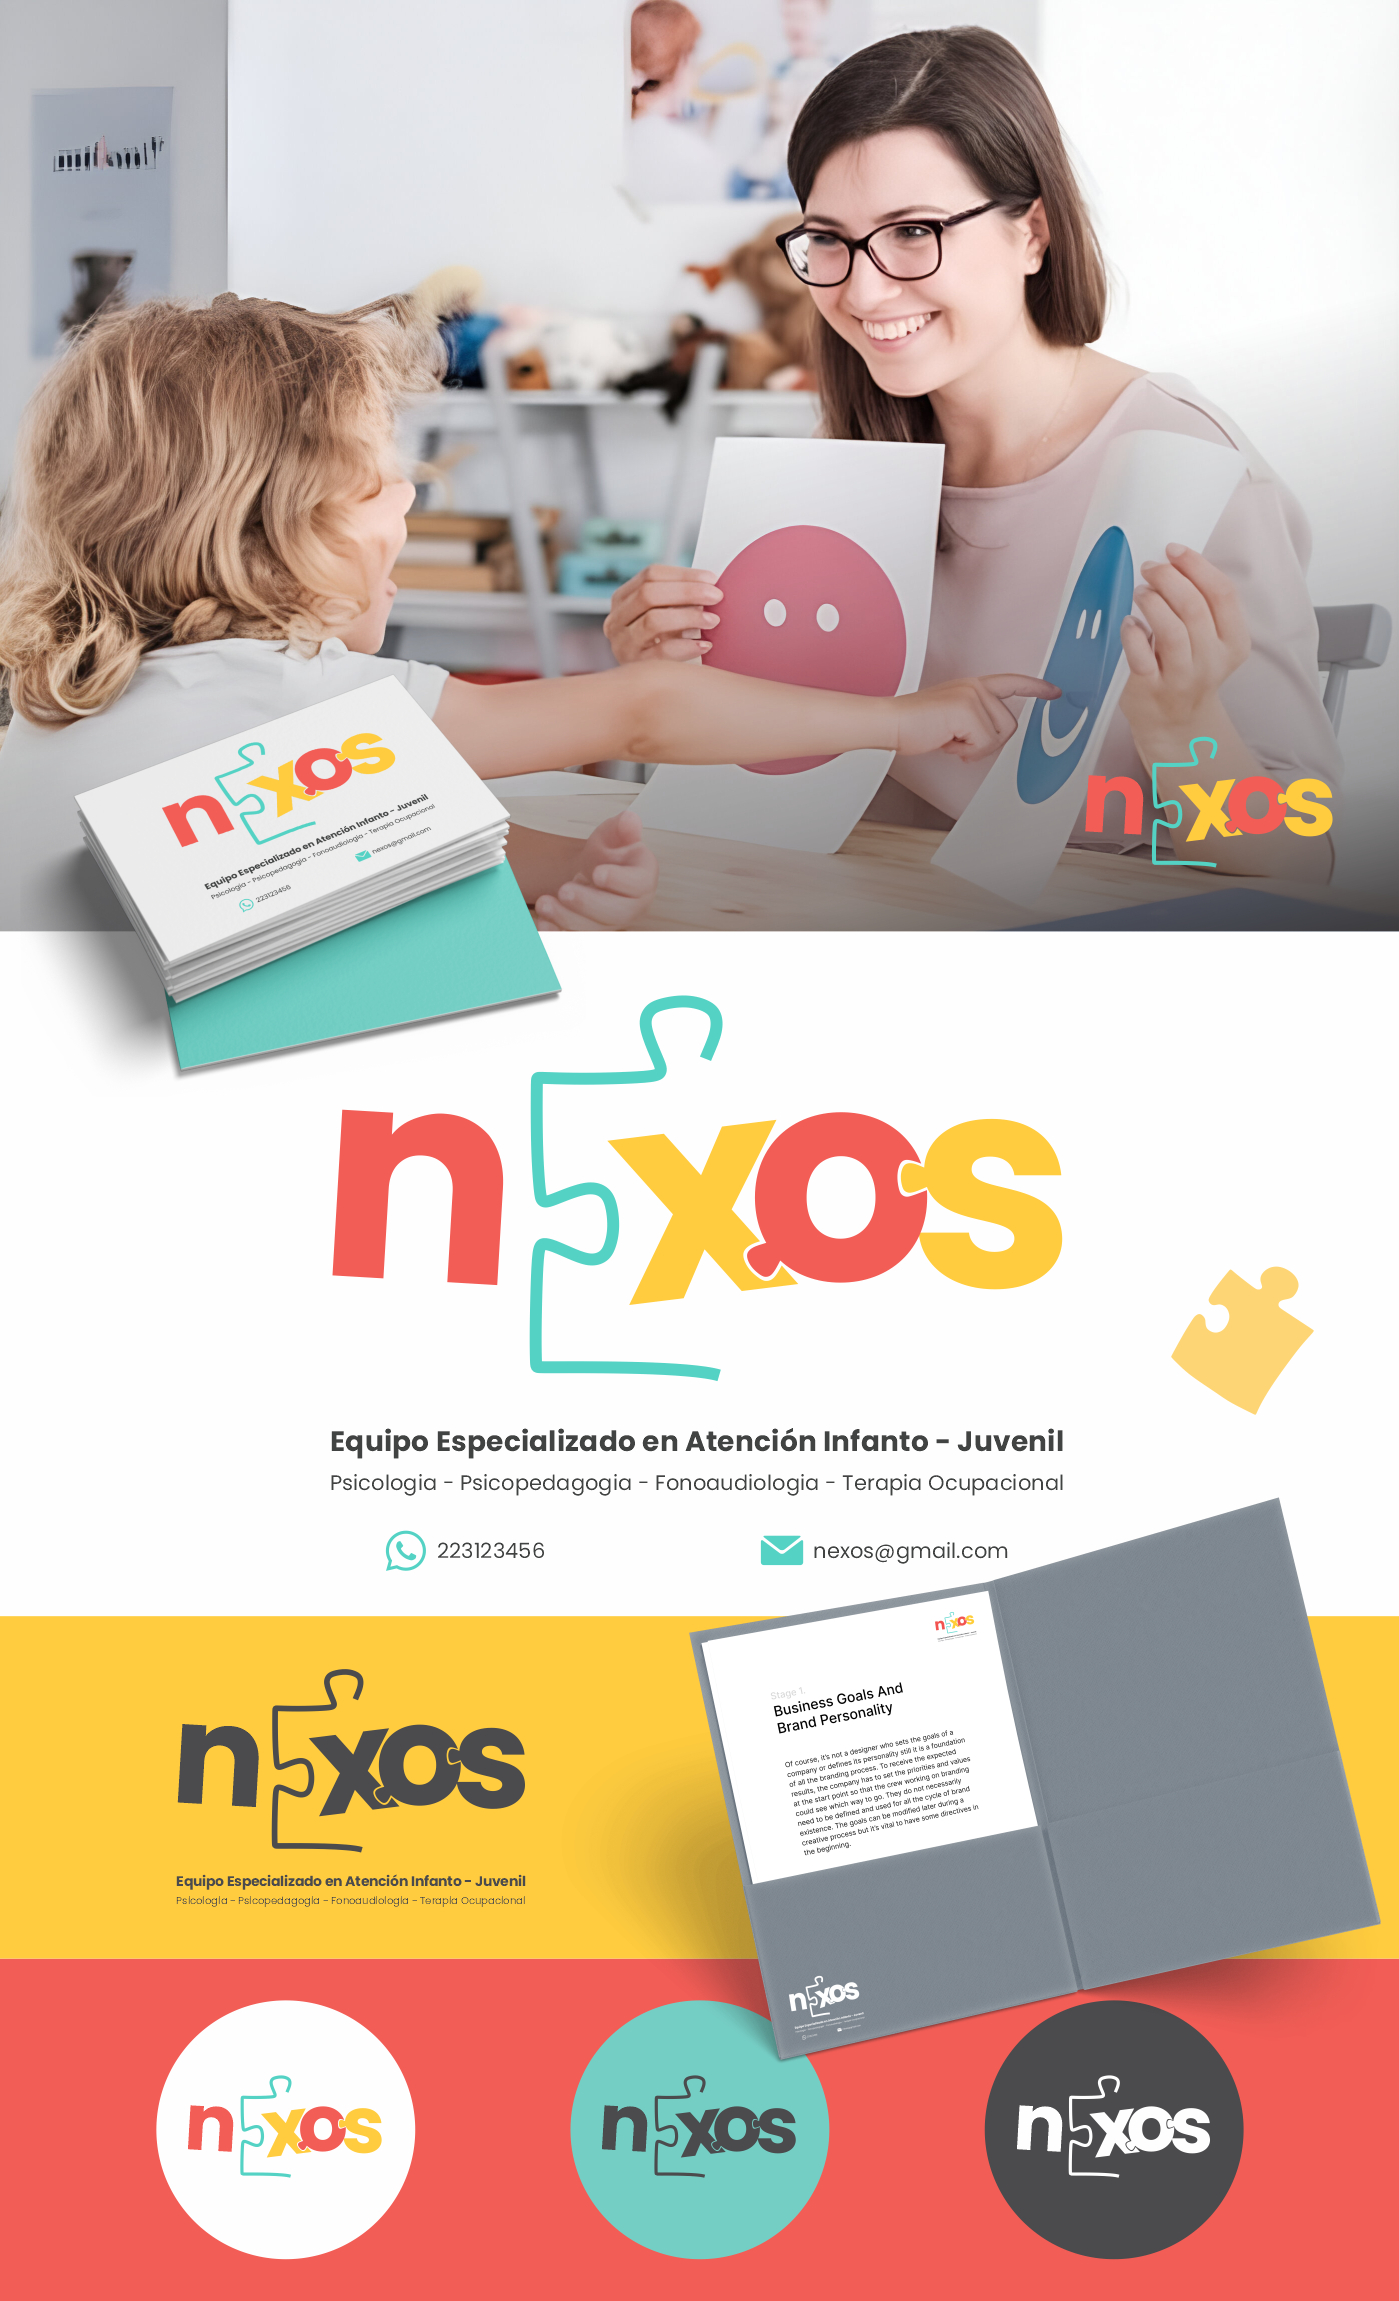 nexos
Equipo Especializado en Atención Infanto - Juvenil
Psicologia - Psicopedagogia - Fonoaudiologia - Terapia Ocupacional
223123456
nexos@gmail.com
nexos
nexos
Equipo Especializado en Atención Infanto - Juvenil
Psicologia - Psicopedagogia - Fonoaudiologia - Terapia Ocupacional
223123456
nexos@gmail.com
nexos
Stage 1.
Business Goals And
Brand Personality
Of course, it's not a designer who sets the goals of a
company or defines its personality still it is a foundation
of all the branding process. To receive the expected
results, the company has to set the priorities and values
at the start point so that the crew working on branding
could see which way to go. They do not necessarily
need to be defined and used for all the cycle of brand
existence. The goals can be modified later during a
creative process but it's vital to have some directives in
the beginning.
nexos
Equipo Especializado en Atención Infanto - Juvenil
Psicologia - Psicopedagogia - Fonoaudiologia - Terapia Ocupacional
nexos
nexos
nexos
nexos